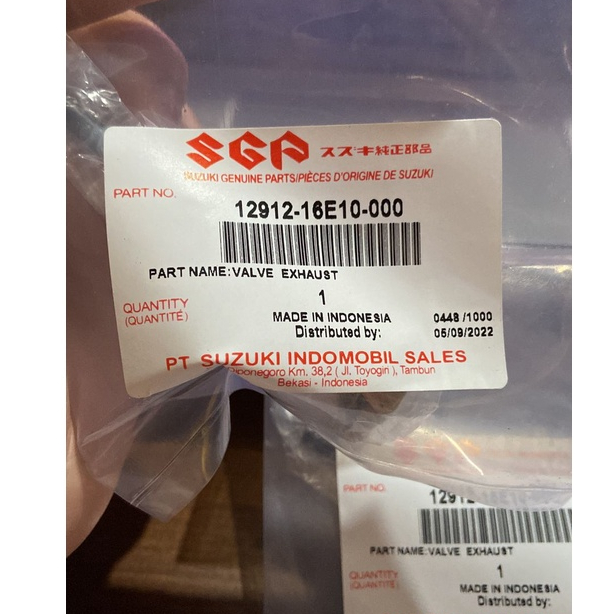 SGP スズキ純正部品
SUZUKI GENUINE PARTS/PIÈCES D'ORIGINE DE SUZUKI
PART NO.
12912-16E10-000
PART NAME:VALVE EXHAUST
QUANTITY
(QUANTITÉ)
1
MADE IN INDONESIA
0448 /1000
Distributed by:
05/09/2022
PT SUZUKI INDOMOBIL SALES
Diponegoro Km. 38,2 ( Jl. Toyogiri ), Tambun
Bekasi - Indonesia
PART NO.
PART NAME:VALVE EXHAUST
QUANTITY
(QUANTITÉ)
1
MADE IN INDONESIA
Distributed by: